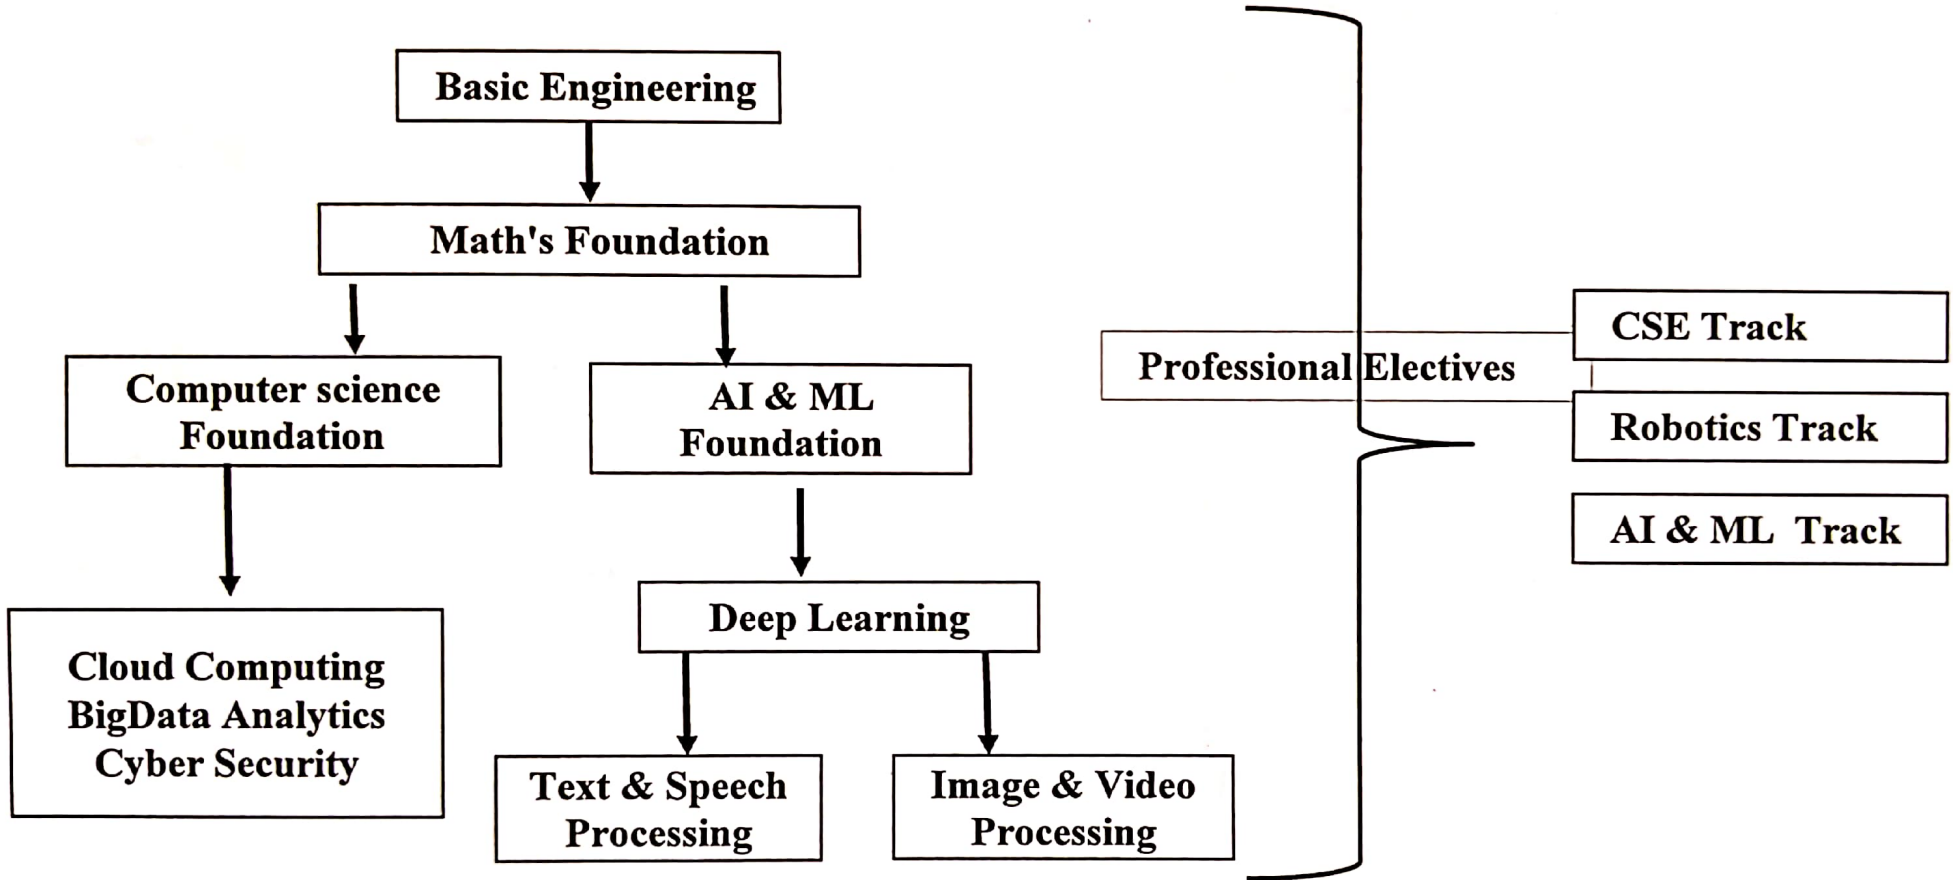 Basic Engineering
Math's Foundation
Computer science
Foundation
AI & ML
Foundation
Cloud Computing
BigData Analytics
Cyber Security
Deep Learning
Text & Speech
Processing
Image & Video
Processing
Professional Electives
CSE Track
Robotics Track
AI & ML Track